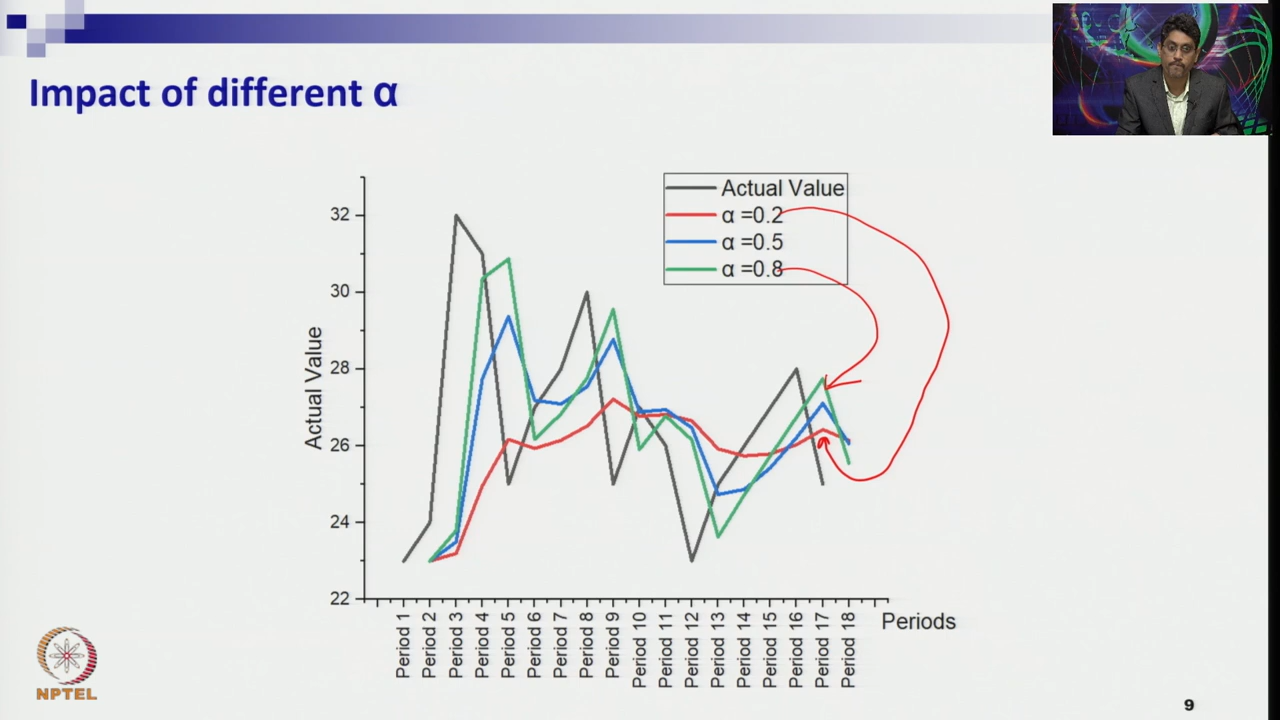 Impact of different α
Actual Value
α =0.2
α =0.5
α =0.8
32
30
28
26
24
22
Actual Value
Period 1
Period 2
Period 3
Period 4
Period 5
Period 6
Period 7
Period 8
Period 9
Period 10
Period 11
Period 12
Period 13
Period 14
Period 15
Period 16
Period 17
Period 18
Periods
NPTEL
9